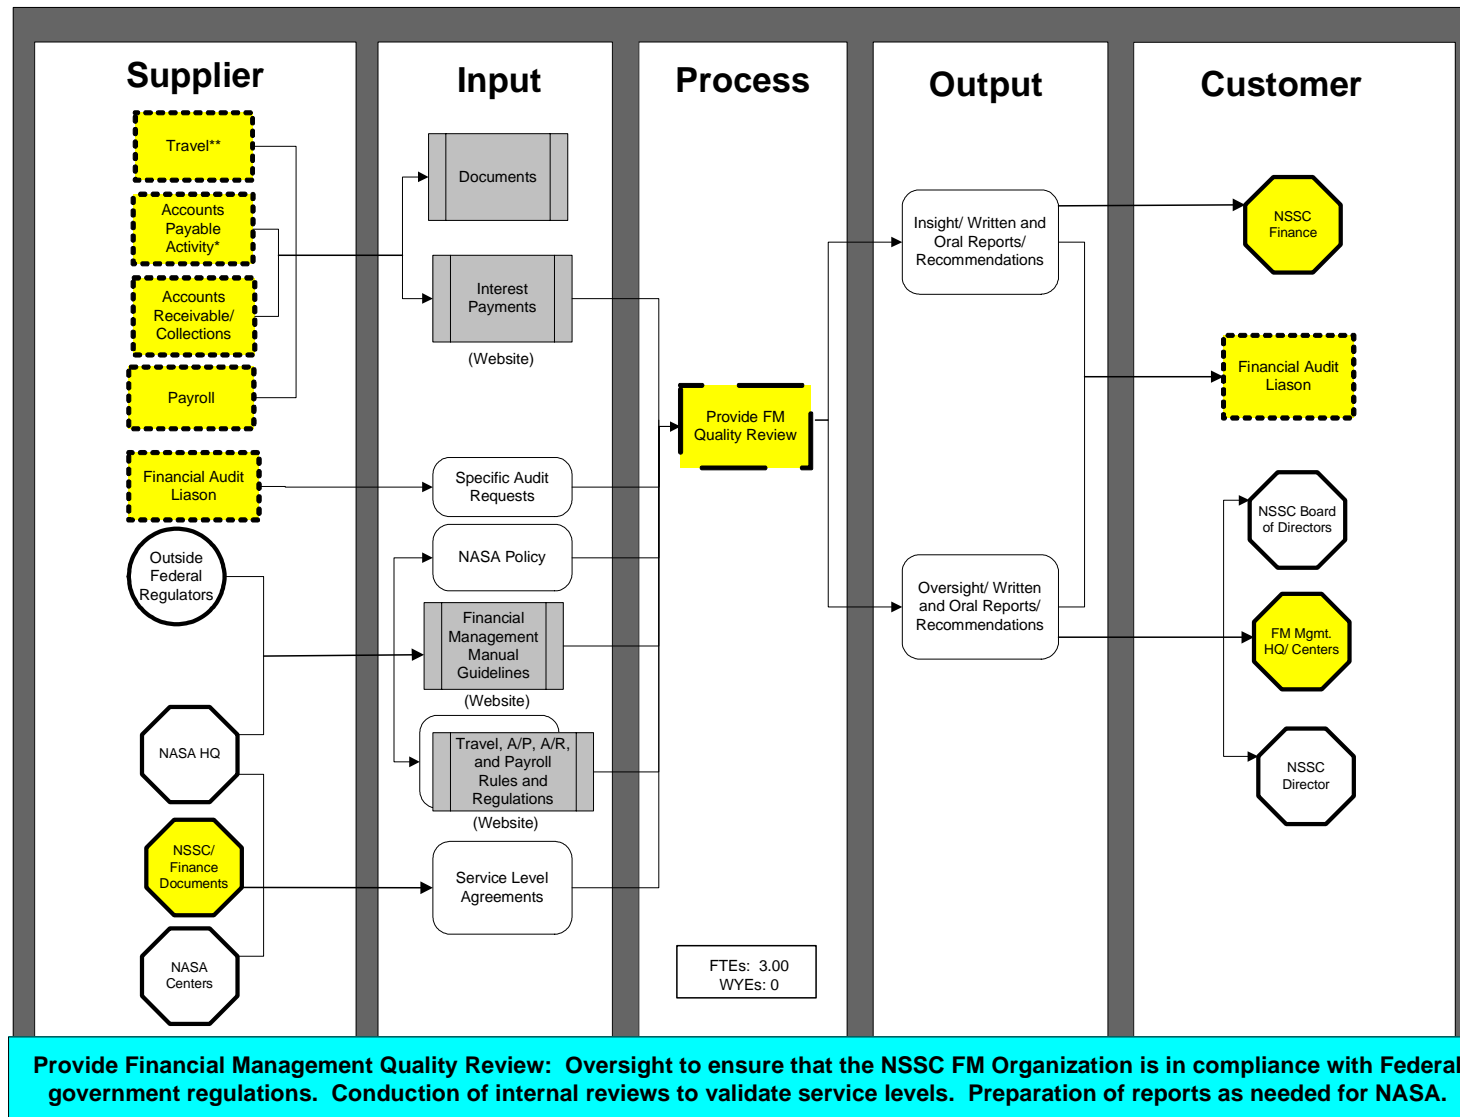 Supplier
Travel**
Accounts
Payable
Activity*
Accounts
Receivable/
Collections
Payroll
Financial Audit
Liason
Outside
Federal
Regulators
NASA HQ
NSSC/
Finance
Documents
NASA
Centers
Input
Documents
Interest
Payments
(Website)
Specific Audit
Requests
NASA Policy
Financial
Management
Manual
Guidelines
(Website)
Travel, A/P, A/R,
and Payroll
Rules and
Regulations
(Website)
Service Level
Agreements
Process
Provide FM
Quality Review
FTEs: 3.00
WYEs: 0
Output
Insight/ Written and
Oral Reports/
Recommendations
Oversight/ Written
and Oral Reports/
Recommendations
Customer
NSSC
Finance
Financial Audit
Liason
NSSC Board
of Directors
FM Mgmt.
HQ/ Centers
NSSC
Director
Provide Financial Management Quality Review: Oversight to ensure that the NSSC FM Organization is in compliance with Federal
government regulations. Conduction of internal reviews to validate service levels. Preparation of reports as needed for NASA.